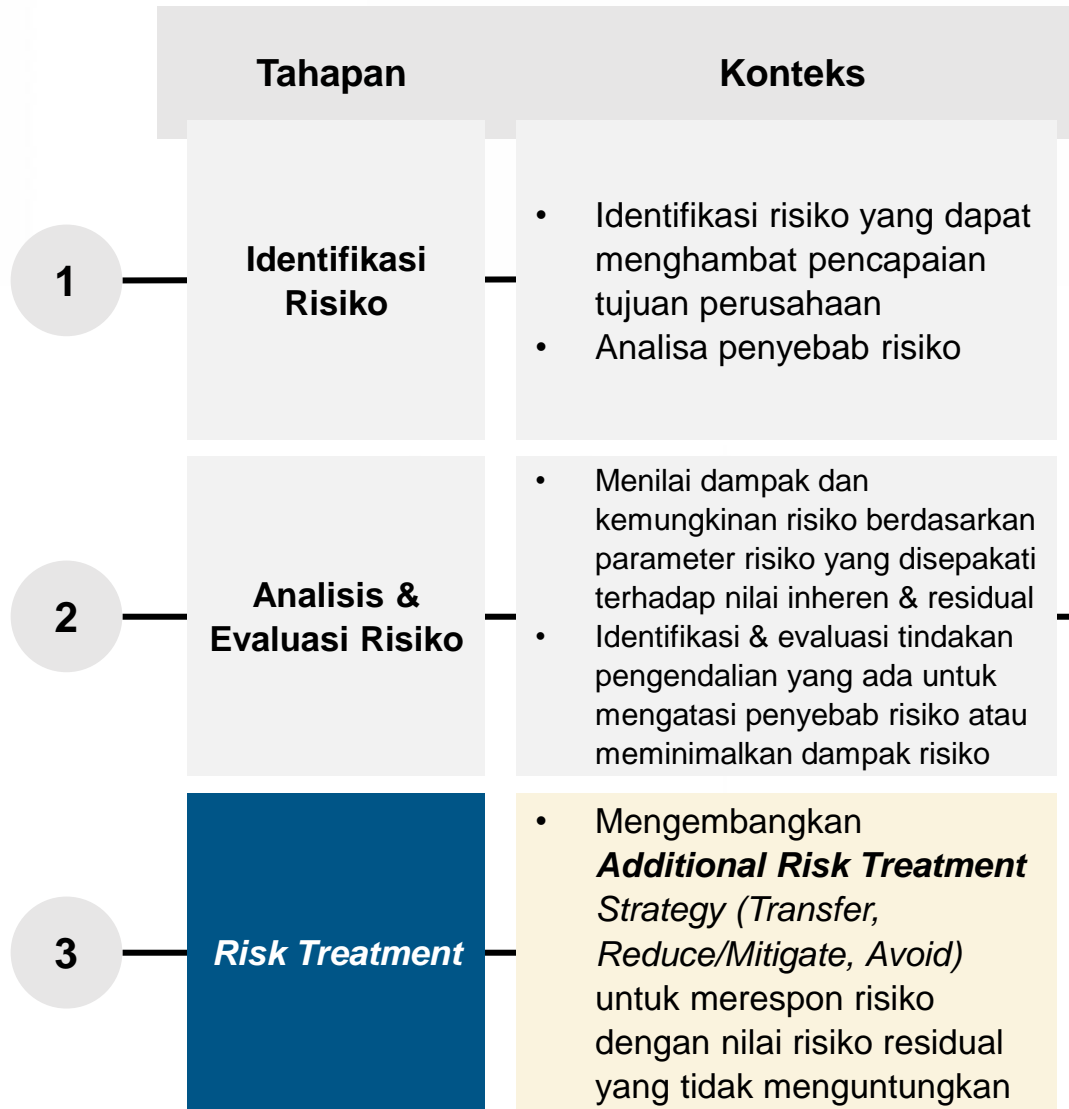 Tahapan
Konteks
1
Identifikasi
Risiko
• Identifikasi risiko yang dapat
menghambat pencapaian
tujuan perusahaan
• Analisa penyebab risiko
2
Analisis &
Evaluasi Risiko
• Menilai dampak dan
kemungkinan risiko berdasarkan
parameter risiko yang disepakati
terhadap nilai inheren & residual
• Identifikasi & evaluasi tindakan
pengendalian yang ada untuk
mengatasi penyebab risiko atau
meminimalkan dampak risiko
3
Risk Treatment
• Mengembangkan
Additional Risk Treatment
Strategy (Transfer,
Reduce/Mitigate, Avoid)
untuk merespon risiko
dengan nilai risiko residual
yang tidak menguntungkan